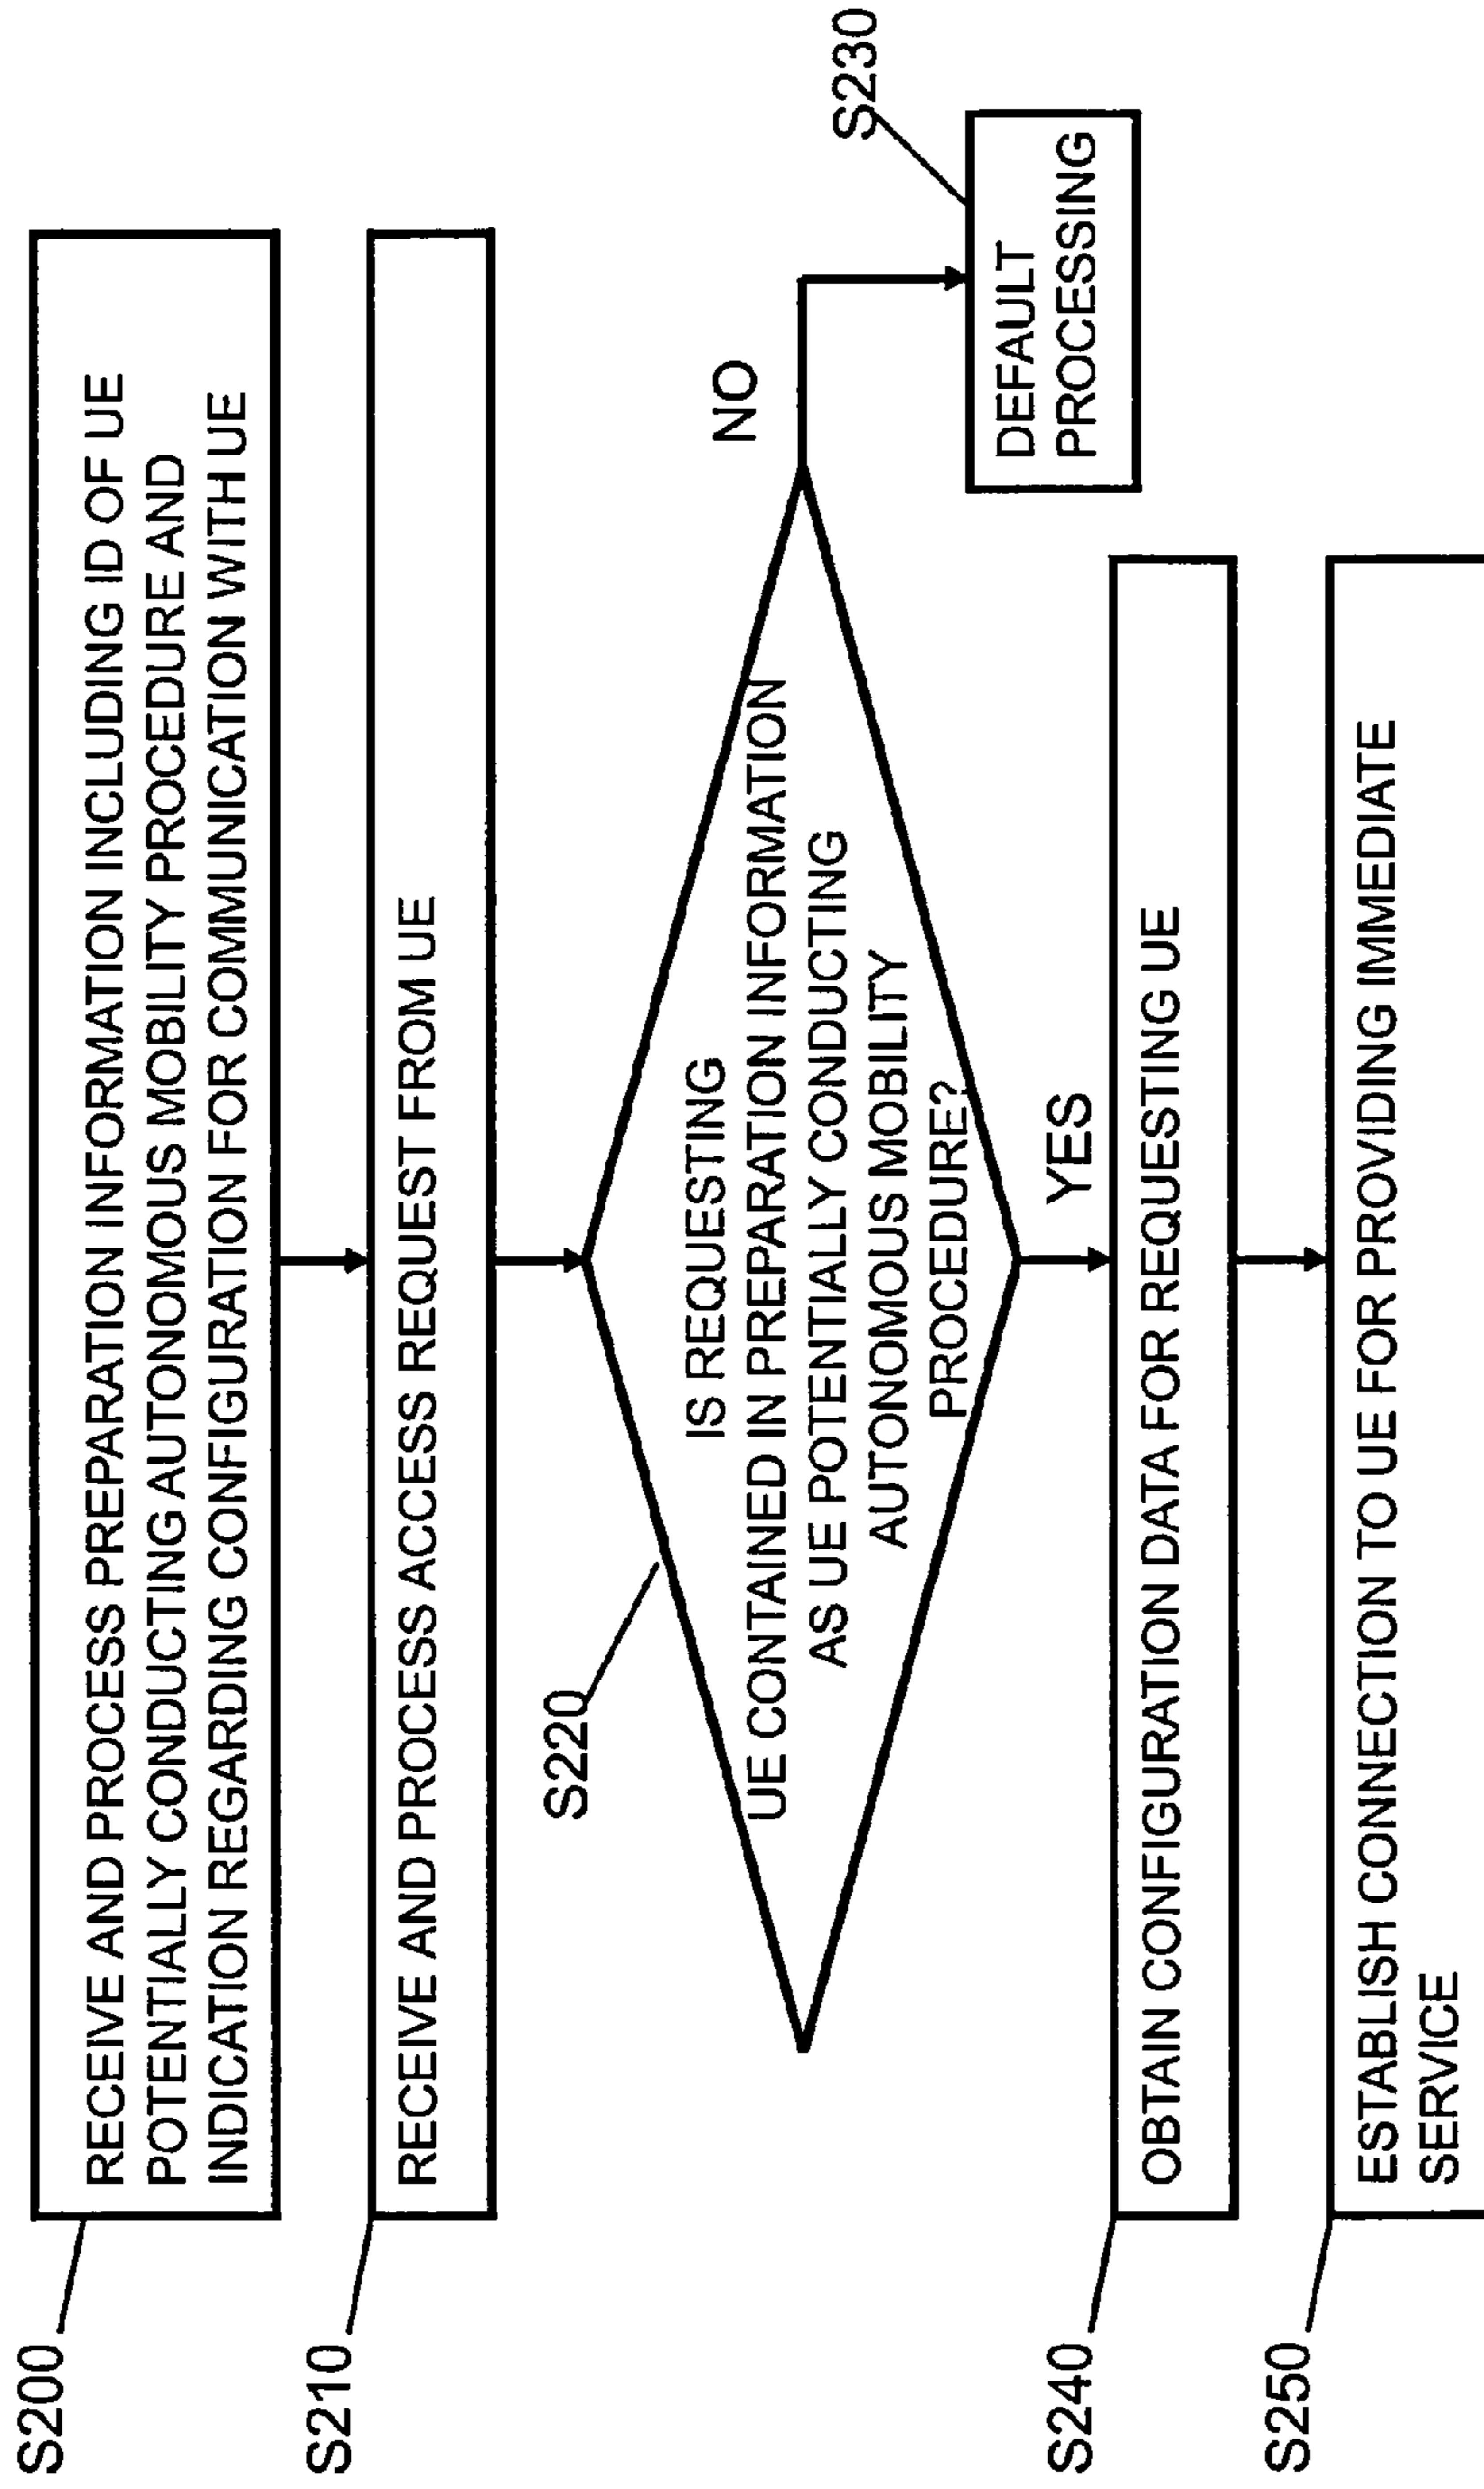 S200
RECEIVE AND PROCESS PREPARATION INFORMATION INCLUDING ID OF UE
POTENTIALLY CONDUCTING AUTONOMOUS MOBILITY PROCEDURE AND
INDICATION REGARDING CONFIGURATION FOR COMMUNICATION WITH UE
S210
RECEIVE AND PROCESS ACCESS REQUEST FROM UE
S220
IS REQUESTING
UE CONTAINED IN PREPARATION INFORMATION
AS UE POTENTIALLY CONDUCTING
AUTONOMOUS MOBILITY
PROCEDURE?
NO
S230
DEFAULT
PROCESSING
YES
S240
OBTAIN CONFIGURATION DATA FOR REQUESTING UE
S250
ESTABLISH CONNECTION TO UE FOR PROVIDING IMMEDIATE
SERVICE